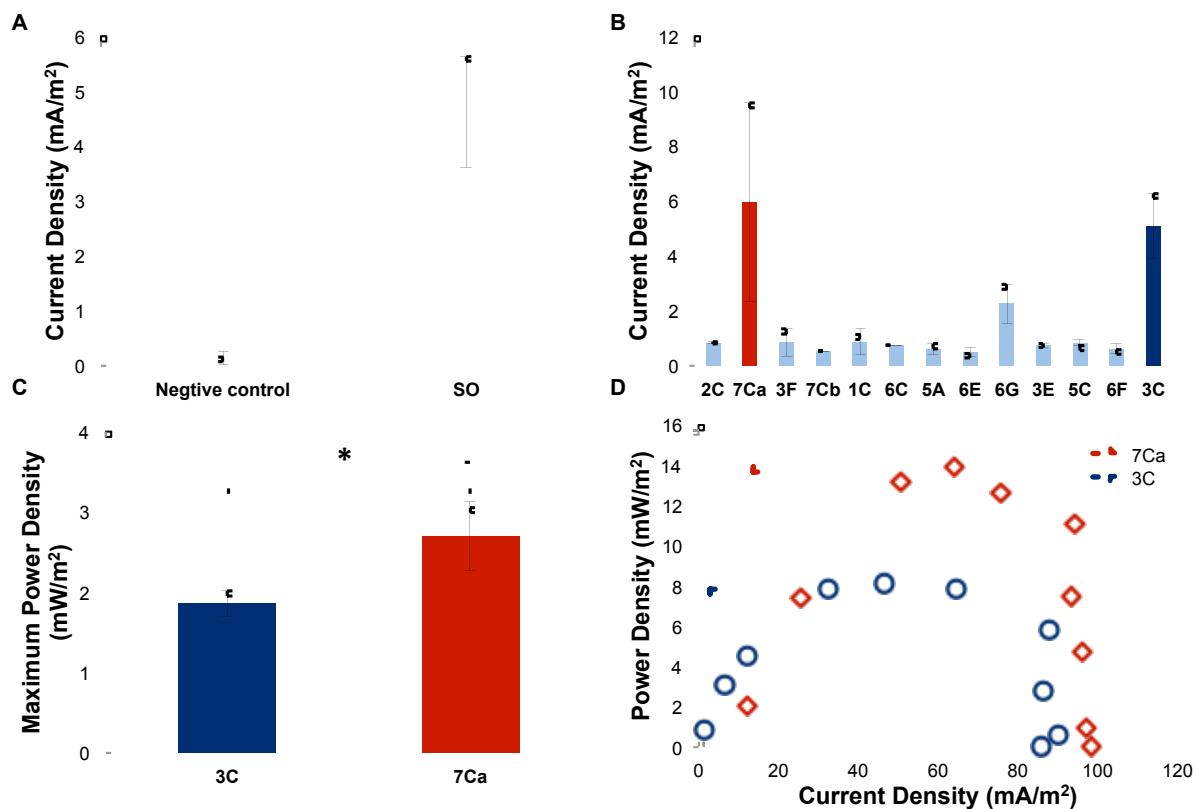 A
Current Density (mA/m²)
6
5
4
3
2
1
0
Negtive control SO
B
Current Density (mA/m²)
12
10
8
6
4
2
0
2C 7Ca 3F 7Cb 1C 6C 5A 6E 6G 3E 5C 6F 3C
C
Maximum Power Density
(mW/m²)
4
3
2
1
0
*
3C 7Ca
D
Power Density (mW/m²)
16
14
12
10
8
6
4
2
0
7Ca
3C
0 20 40 60 80 100 120
Current Density (mA/m²)